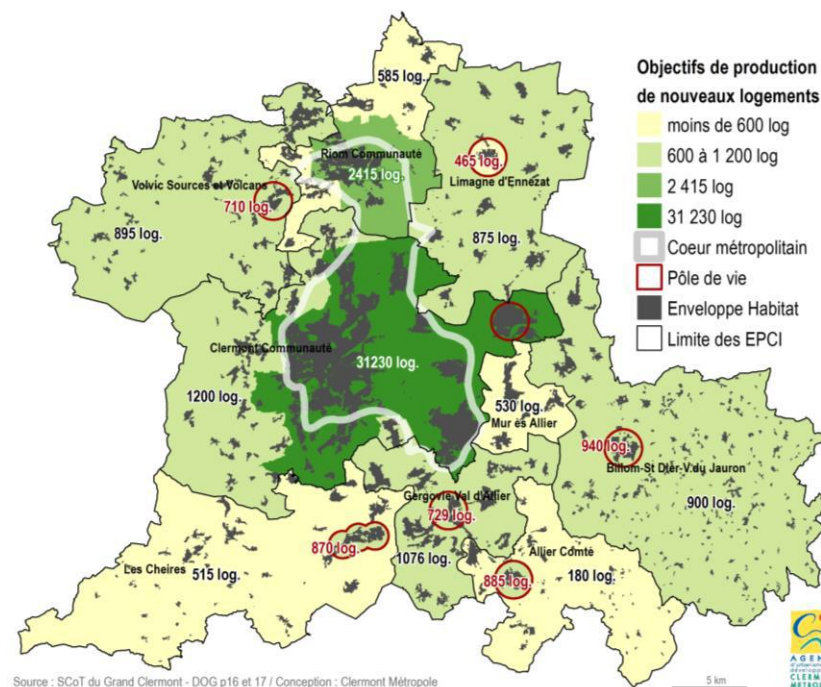 Objectifs de production
de nouveaux logements
moins de 600 log
600 à 1 200 log
2 415 log
31 230 log
Coeur métropolitain
Pôle de vie
Enveloppe Habitat
Limite des EPCI
585 log.
Riom Communauté
2415 log.
465 log.
Limagne d'Ennezat
Volvic Sources et Volcans
710 log.
895 log.
875 log.
Clermont Communauté
31230 log.
1200 log.
530 log.
Mur ès Allier
940 log.
Billom-St Dier-V.du Jauron
900 log.
Gergovie Val d'Allier
729 log.
870 log.
1076 log.
Allier Comté
Les Cheires
515 log.
885 log.
180 log.
5 km
Source : SCoT du Grand Clermont - DOG p16 et 17 / Conception : Clermont Métropole
AGENCE
CLERMONT
MÉTROPOLE